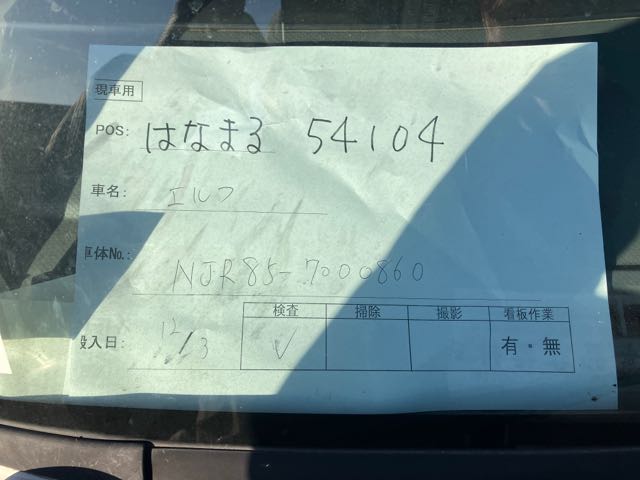 現車用
POS: はなまる 54104
車名: エルフ
車体No.: NJR85-7000860
搬入日: 12/3
検査 掃除 撮影 看板作業
✓ 有・無